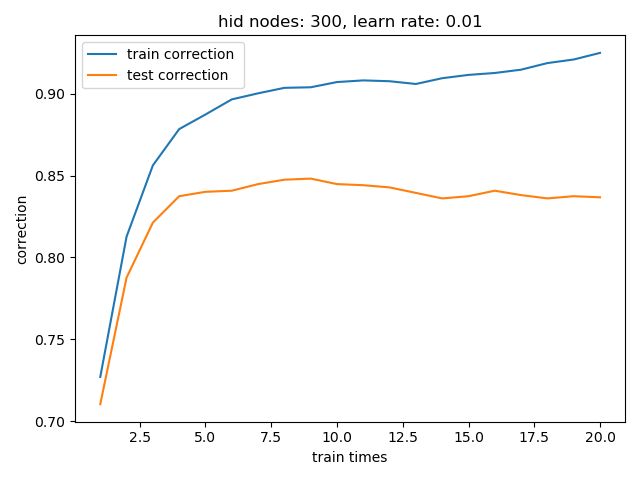 hid nodes: 300, learn rate: 0.01
train correction
test correction
0.90
0.85
0.80
0.75
0.70
correction
2.5 5.0 7.5 10.0 12.5 15.0 17.5 20.0
train times